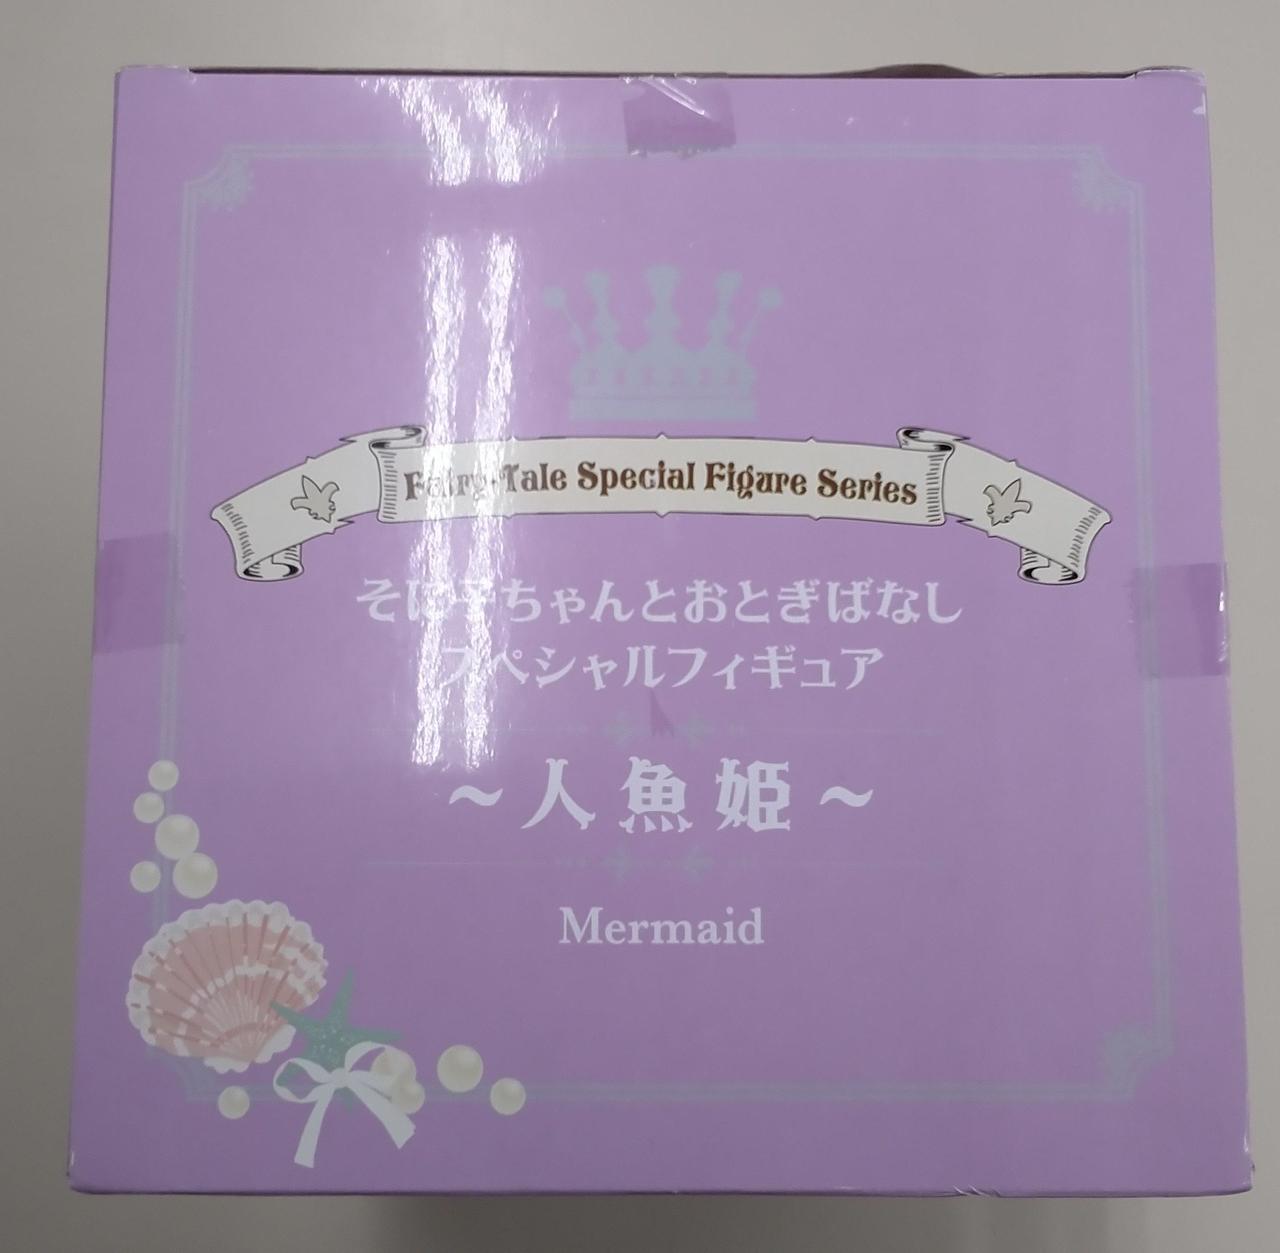 Fairy-Tale Special Figure Series
そに子ちゃんとおとぎばなし
スペシャルフィギュア
～人魚姫～
Mermaid